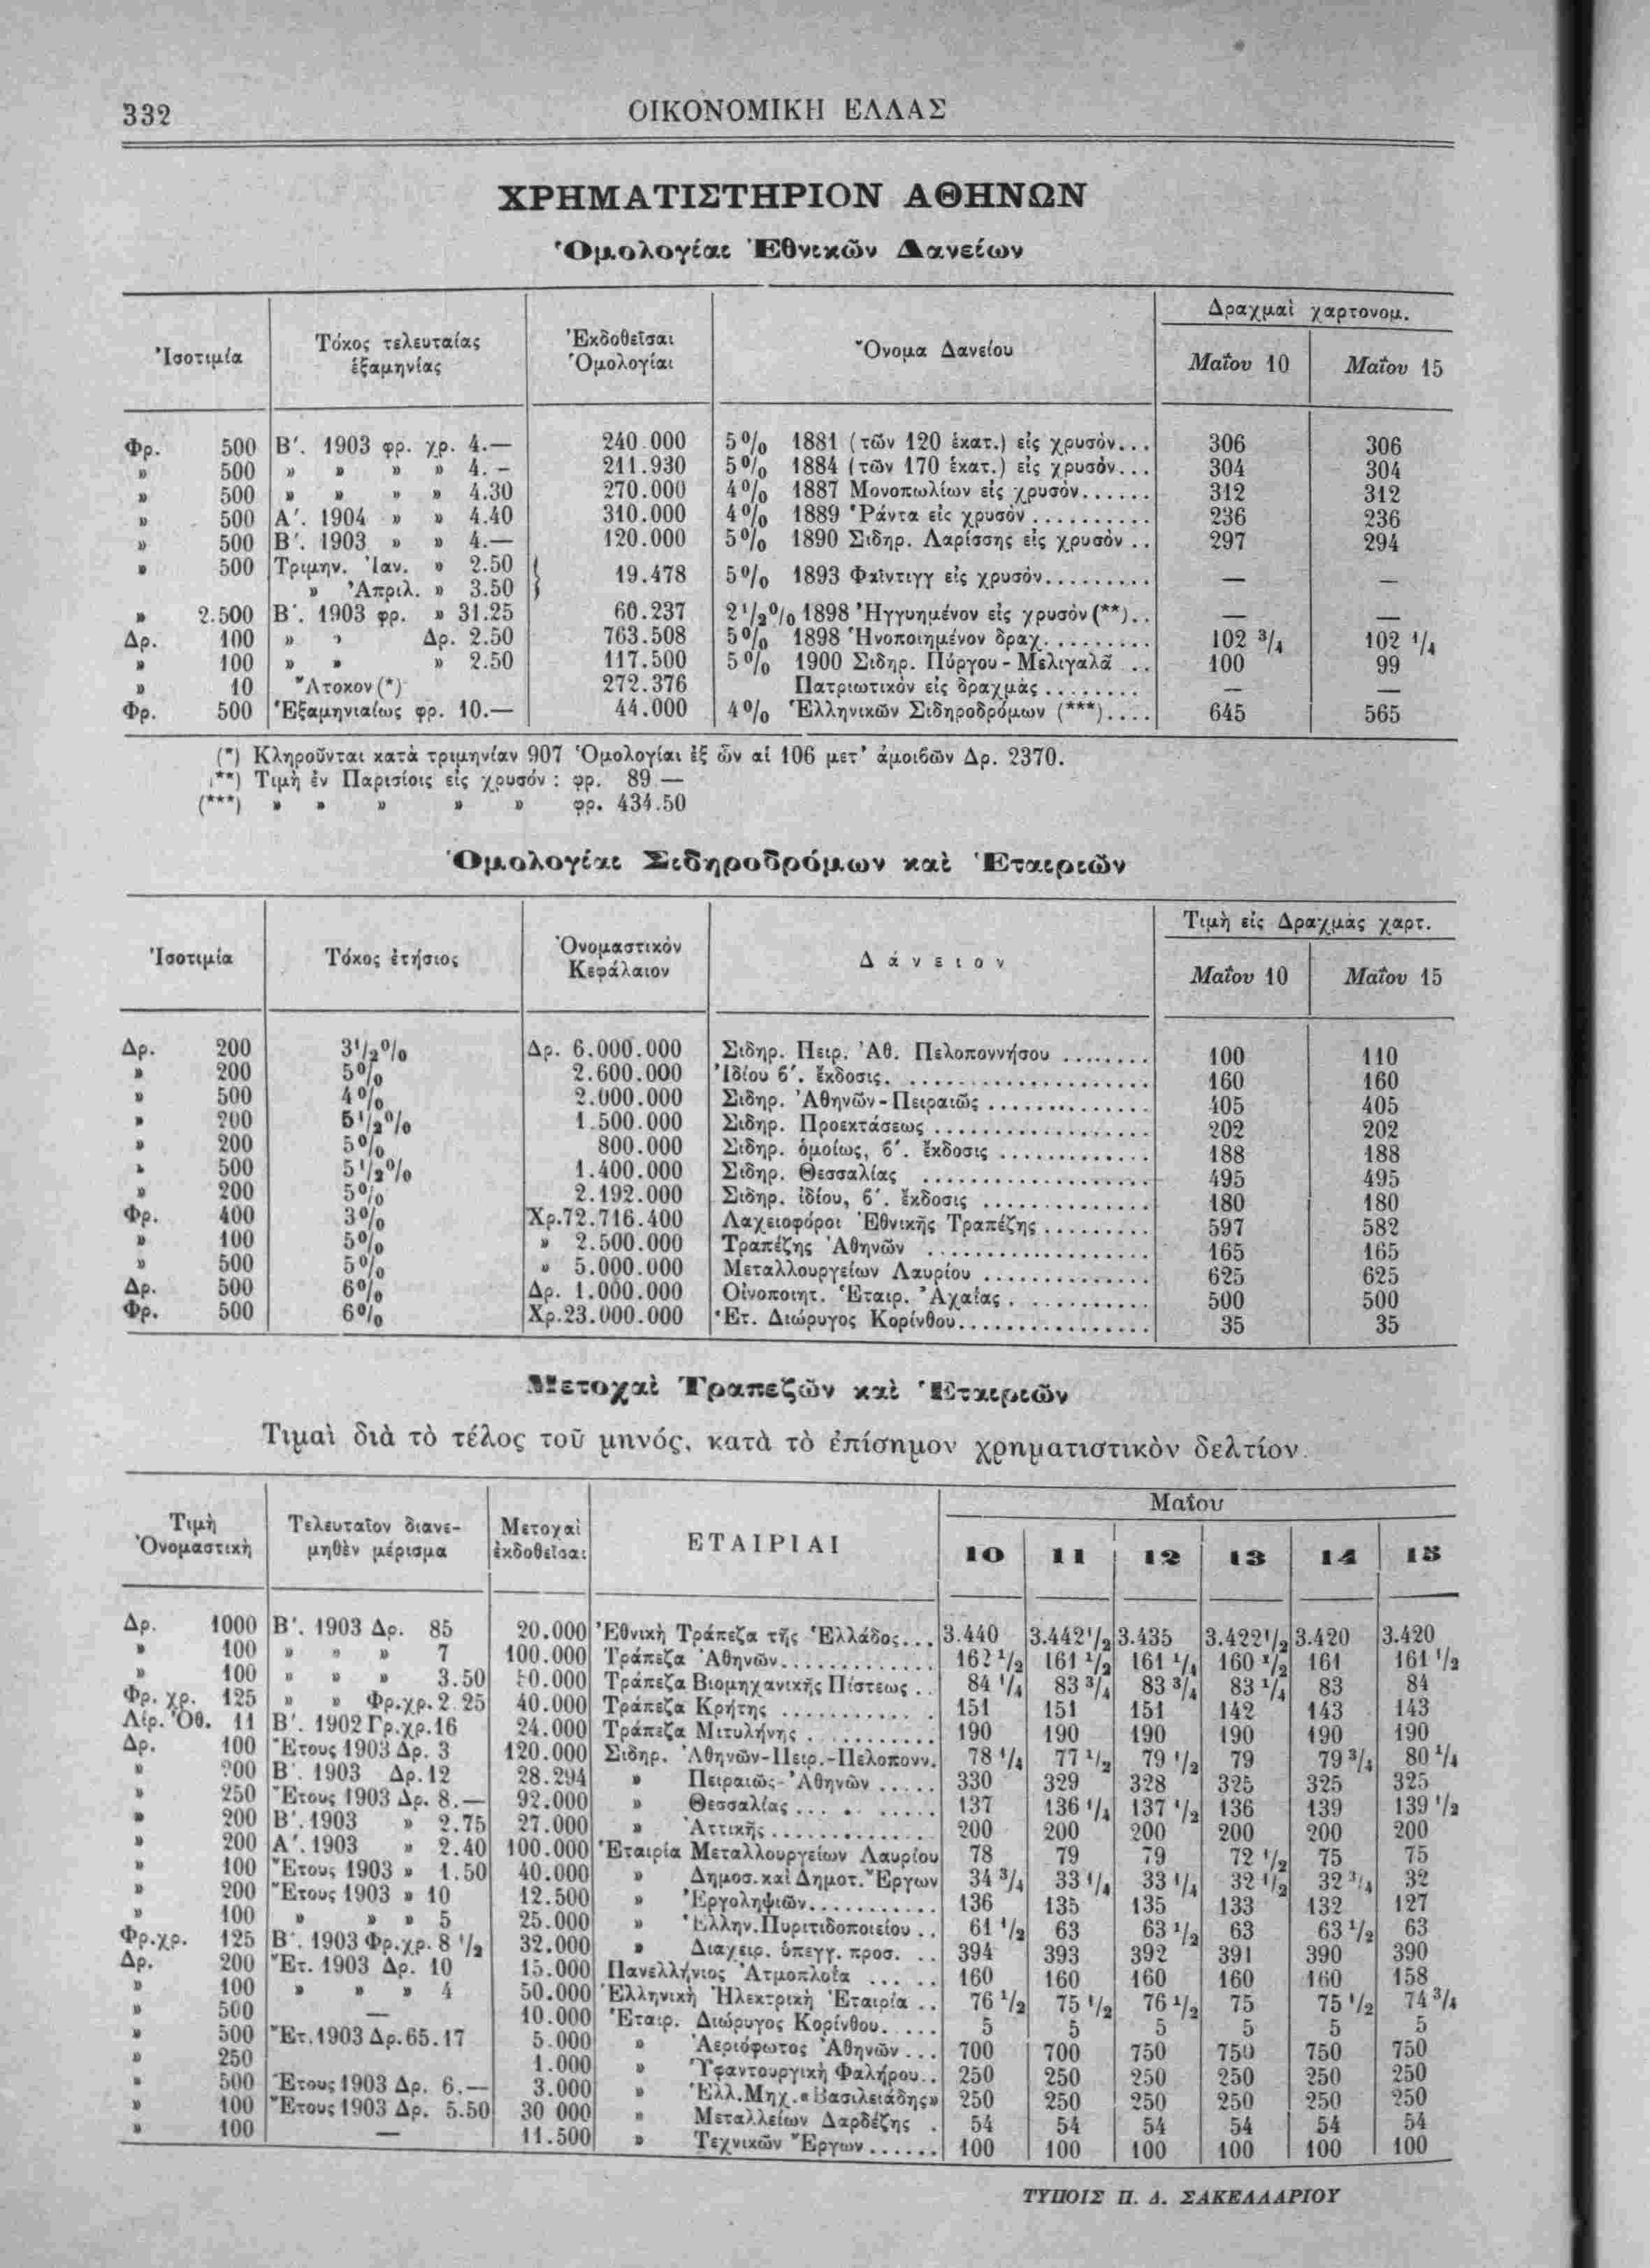 332 ΟΙΚΟΝΟΜΙΚΗ ΕΛΛΑΣ
ΧΡΗΜΑΤΙΣΤΗΡΙΟΝ ΑΘΗΝΩΝ
Ὁμολογίαι Ἐθνικῶν Δανείων
Ἰσοτιμία Τόκος τελευταίας ἑξαμηνίας Ἐκδοθεῖσαι Ὁμολογίαι Ὄνομα Δανείου Δραχμαὶ χαρτονομ. Μαΐου 10 Μαΐου 15
Φρ. 500 Β'. 1903 φρ. χρ. 4.— 240.000 5% 1881 (τῶν 120 ἑκατ.) εἰς χρυσόν... 306 306
» 500 » » » » 4.- 211.930 5% 1884 (τῶν 170 ἑκατ.) εἰς χρυσόν... 304 304
» 500 » » » » 4.30 270.000 4% 1887 Μονοπωλίων εἰς χρυσόν...... 312 312
» 500 Α'. 1904 » » 4.40 310.000 4% 1889 Ῥάντα εἰς χρυσόν.......... 236 236
» 500 Β'. 1903 » » 4.— 120.000 5% 1890 Σιδηρ. Λαρίσσης εἰς χρυσόν .. 297 294
» 500 Τριμην. Ἰαν. » 2.50
» Ἀπριλ. » 3.50 } 19.478 5% 1893 Φαῖντιγγ εἰς χρυσόν......... — —
» 2.500 Β'. 1903 φρ. » 31.25 60.237 2 1/2% 1898 Ἠγγυημένον εἰς χρυσόν(**).. — —
Δρ. 100 » » Δρ. 2.50 763.508 5% 1898 Ἡνοποιημένον δραχ......... 102 3/4 102 1/4
» 100 » » » 2.50 117.500 5% 1900 Σιδηρ. Πύργου-Μελιγαλᾶ .. 100 99
» 10 Ἄτοκον(*) 272.376 Πατριωτικὸν εἰς δραχμὰς ........ — —
Φρ. 500 Ἑξαμηνιαίως φρ. 10.— 44.000 4% Ἑλληνικῶν Σιδηροδρόμων (***).... 645 565
(*) Κληροῦνται κατὰ τριμηνίαν 907 Ὁμολογίαι ἐξ ὧν αἱ 106 μετ' ἀμοιβῶν Δρ. 2370.
(**) Τιμὴ ἐν Παρισίοις εἰς χρυσόν: φρ. 89 —
(***) » » » » » φρ. 434.50
Ὁμολογίαι Σιδηροδρόμων καὶ Ἑταιριῶν
Ἰσοτιμία Τόκος ἐτήσιος Ὀνομαστικόν Κεφάλαιον Δάνειον Τιμὴ εἰς Δραχμὰς χαρτ. Μαΐου 10 Μαΐου 15
Δρ. 200 3 1/2% Δρ. 6.000.000 Σιδηρ. Πειρ. Ἀθ. Πελοποννήσου ........ 100 110
» 200 5% 2.600.000 Ἰδίου β'. ἔκδοσις. .................... 160 160
» 500 4% 2.000.000 Σιδηρ. Ἀθηνῶν-Πειραιῶς .............. 405 405
» 200 5 1/2% 1.500.000 Σιδηρ. Προεκτάσεως .................. 202 202
» 200 5% 800.000 Σιδηρ. ὁμοίως, β'. ἔκδοσις ............. 188 188
» 500 5 1/2% 1.400.000 Σιδηρ. Θεσσαλίας ................... 495 495
» 200 5% 2.192.000 Σιδηρ. ἰδίου, β'. ἔκδοσις .............. 180 180
Φρ. 400 3% Χρ.72.716.400 Λαχειοφόροι Ἐθνικῆς Τραπέζης ......... 597 582
» 100 5% » 2.500.000 Τραπέζης Ἀθηνῶν ................... 165 165
» 500 5% » 5.000.000 Μεταλλουργείων Λαυρίου .............. 625 625
Δρ. 500 6% Δρ. 1.000.000 Οἰνοποιητ. Ἑταιρ. Ἀχαΐας. ........... 500 500
Φρ. 500 6% Χρ.23.000.000 Ἑτ. Διώρυγος Κορίνθου................. 35 35
Μετοχαὶ Τραπεζῶν καὶ Ἑταιριῶν
Τιμαὶ διὰ τὸ τέλος τοῦ μηνός, κατὰ τὸ ἐπίσημον χρηματιστικὸν δελτίον.
Τιμὴ Ὀνομαστικὴ Τελευταῖον διανεμηθὲν μέρισμα Μετοχαὶ ἐκδοθεῖσαι ΕΤΑΙΡΙΑΙ Μαΐου 10 11 12 13 14 15
Δρ. 1000 Β'. 1903 Δρ. 85 20.000 Ἐθνικὴ Τράπεζα τῆς Ἑλλάδος... 3.440 3.442 1/2 3.435 3.422 1/2 3.420 3.420
» 100 » » » 7 100.000 Τράπεζα Ἀθηνῶν............. 162 1/2 161 1/2 161 1/4 160 1/2 161 161 1/2
» 100 » » » 3.50 50.000 Τράπεζα Βιομηχανικῆς Πίστεως .. 84 1/4 83 3/4 83 3/4 83 1/4 83 84
Φρ. χρ. 125 » » Φρ.χρ.2.25 40.000 Τράπεζα Κρήτης ............ 151 151 151 142 143 143
Λίρ. Ὀθ. 11 Β'. 1902 Γρ.χρ.16 24.000 Τράπεζα Μιτυλήνης .......... 190 190 190 190 190 190
Δρ. 100 Ἔτους 1903 Δρ. 3 120.000 Σιδηρ. Ἀθηνῶν-Πειρ.-Πελοπονν. 78 1/4 77 1/2 79 1/2 79 79 3/4 80 1/4
» 200 Β'. 1903 Δρ.12 28.294 » Πειραιῶς-Ἀθηνῶν ..... 330 329 328 325 325 325
» 250 Ἔτους 1903 Δρ. 8.— 92.000 » Θεσσαλίας .......... 137 136 1/4 137 1/2 136 139 139 1/2
» 200 Β'. 1903 » 2.75 27.000 » Ἀττικῆς............. 200 200 200 200 200 200
» 200 Α'. 1903 » 2.40 100.000 Ἑταιρία Μεταλλουργείων Λαυρίου 78 79 79 72 1/2 75 75
» 100 Ἔτους 1903 » 1.50 40.000 » Δημοσ. καὶ Δημοτ. Ἔργων 34 3/4 33 1/4 33 1/4 32 1/2 32 3/4 32
» 200 Ἔτους 1903 » 10 12.500 » Ἐργοληψιῶν........... 136 135 135 133 132 127
» 100 » » » 5 25.000 » Ἑλλην. Πυριτιδοποιείου .. 61 1/2 63 63 1/2 63 63 1/2 63
Φρ.χρ. 125 Β'. 1903 Φρ.χρ. 8 1/2 32.000 » Διαχειρ. ὑπεγγ. προσ. .. 394 393 392 391 390 390
Δρ. 200 Ἔτ. 1903 Δρ. 10 15.000 Πανελλήνιος Ἀτμοπλοΐα ..... 160 160 160 160 160 158
» 100 » » » 4 50.000 Ἑλληνικὴ Ἠλεκτρικὴ Ἑταιρία .. 76 1/2 75 1/2 76 1/2 75 75 1/2 74 3/4
» 500 — 10.000 Ἑταιρ. Διώρυγος Κορίνθου..... 5 5 5 5 5 5
» 500 Ἔτ. 1903 Δρ.65.17 5.000 » Ἀεριόφωτος Ἀθηνῶν ... 700 700 750 750 750 750
» 250 1.000 » Ὑφαντουργικὴ Φαλήρου.. 250 250 250 250 250 250
» 500 Ἔτους 1903 Δρ. 6.— 3.000 » Ἑλλ. Μηχ. «Βασιλειάδης» 250 250 250 250 250 250
» 100 Ἔτους 1903 Δρ. 5.50 30 000 » Μεταλλείων Δαρδέζης . 54 54 54 54 54 54
» 100 — 11.500 » Τεχνικῶν Ἔργων ...... 100 100 100 100 100 100
ΤΥΠΟΙΣ Π. Δ. ΣΑΚΕΛΛΑΡΙΟΥ